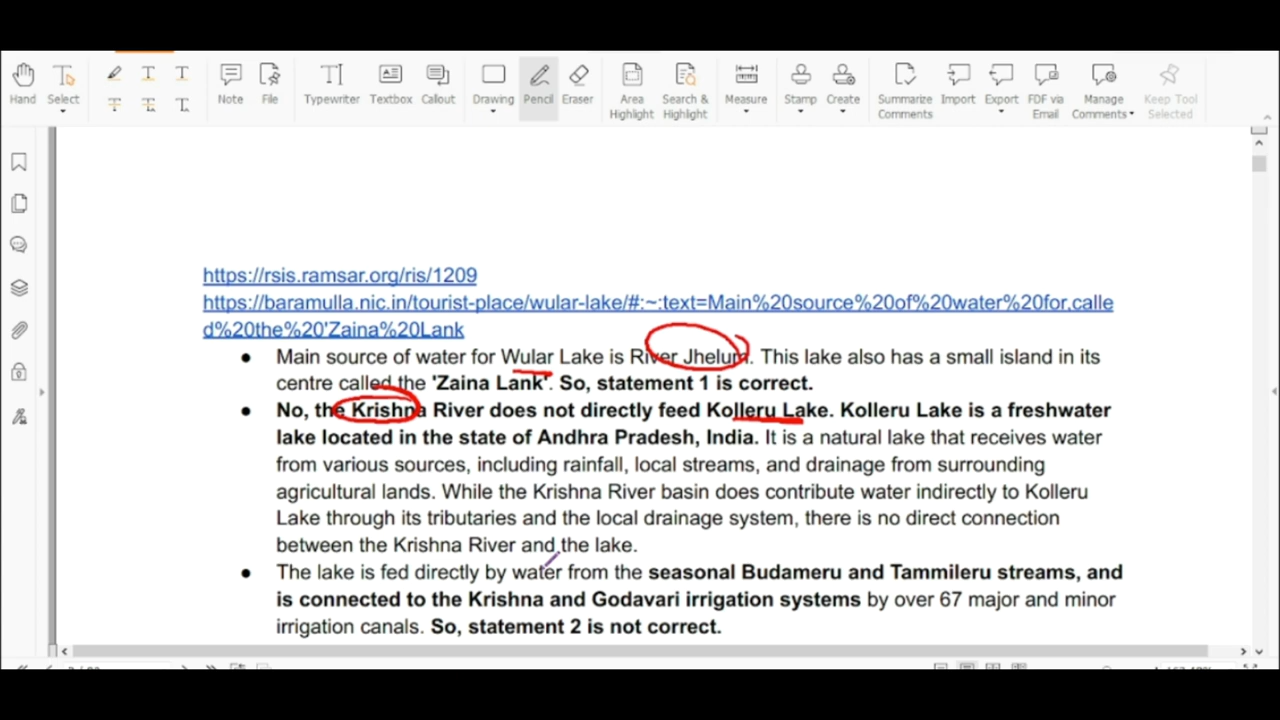 Hand
Select
Note
File
Typewriter
Textbox
Callout
Drawing
Pencil
Eraser
Area
Highlight
Search &
Highlight
Measure
Stamp
Create
Summarize
Comments
Import
Export
FDF via
Email
Manage
Comments
Keep Tool
Selected
https://rsis.ramsar.org/ris/1209
https://baramulla.nic.in/tourist-place/wular-lake/#:~:text=Main%20source%20of%20water%20for,calle
d%20the%20'Zaina%20Lank
● Main source of water for Wular Lake is River Jhelum. This lake also has a small island in its
centre called the 'Zaina Lank'. So, statement 1 is correct.
● No, the Krishna River does not directly feed Kolleru Lake. Kolleru Lake is a freshwater
lake located in the state of Andhra Pradesh, India. It is a natural lake that receives water
from various sources, including rainfall, local streams, and drainage from surrounding
agricultural lands. While the Krishna River basin does contribute water indirectly to Kolleru
Lake through its tributaries and the local drainage system, there is no direct connection
between the Krishna River and the lake.
● The lake is fed directly by water from the seasonal Budameru and Tammileru streams, and
is connected to the Krishna and Godavari irrigation systems by over 67 major and minor
irrigation canals. So, statement 2 is not correct.